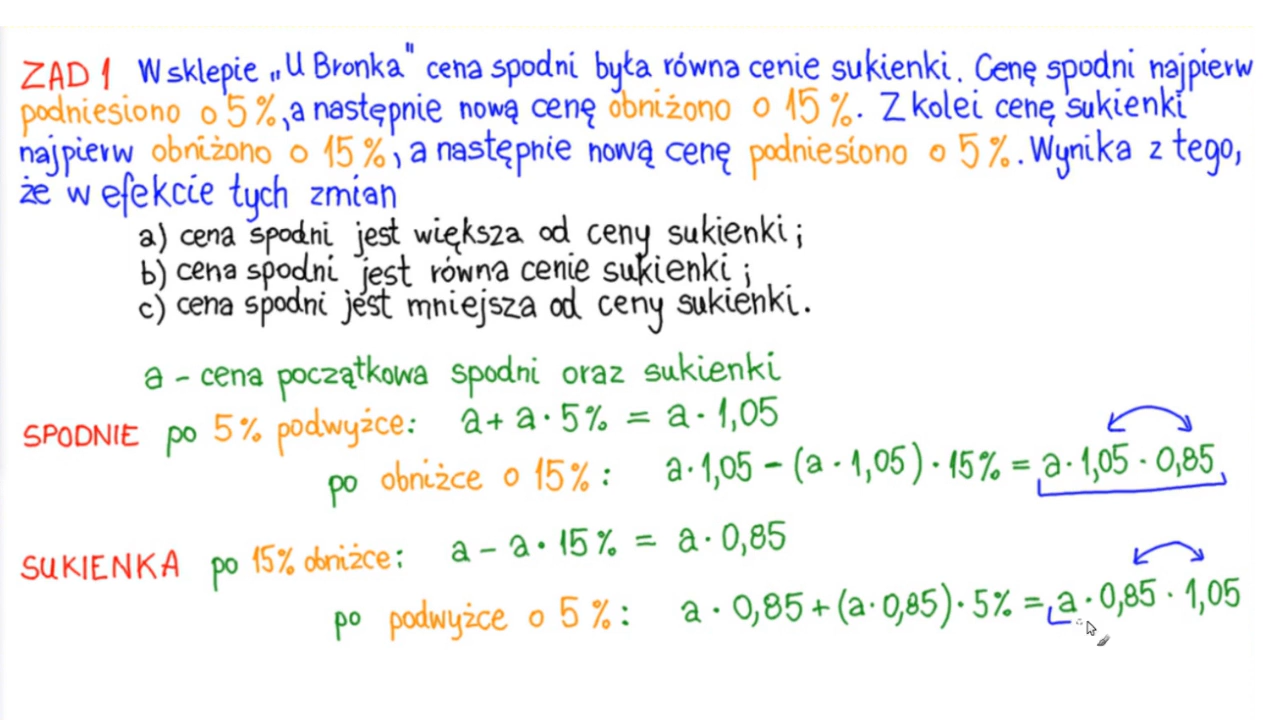 ZAD 1 W sklepie „U Bronka" cena spodni była równa cenie sukienki. Cenę spodni najpierw
podniesiono o 5%, a następnie nową cenę obniżono o 15%. Z kolei cenę sukienki
najpierw obniżono o 15%, a następnie nową cenę podniesiono o 5%. Wynika z tego,
że w efekcie tych zmian
a) cena spodni jest większa od ceny sukienki;
b) cena spodni jest równa cenie sukienki;
c) cena spodni jest mniejsza od ceny sukienki.
a - cena początkowa spodni oraz sukienki
SPODNIE po 5% podwyżce: a + a · 5% = a · 1,05
po obniżce o 15%: a · 1,05 - (a · 1,05) · 15% = a · 1,05 · 0,85
SUKIENKA po 15% obniżce: a - a · 15% = a · 0,85
po podwyżce o 5%: a · 0,85 + (a · 0,85) · 5% = a · 0,85 · 1,05